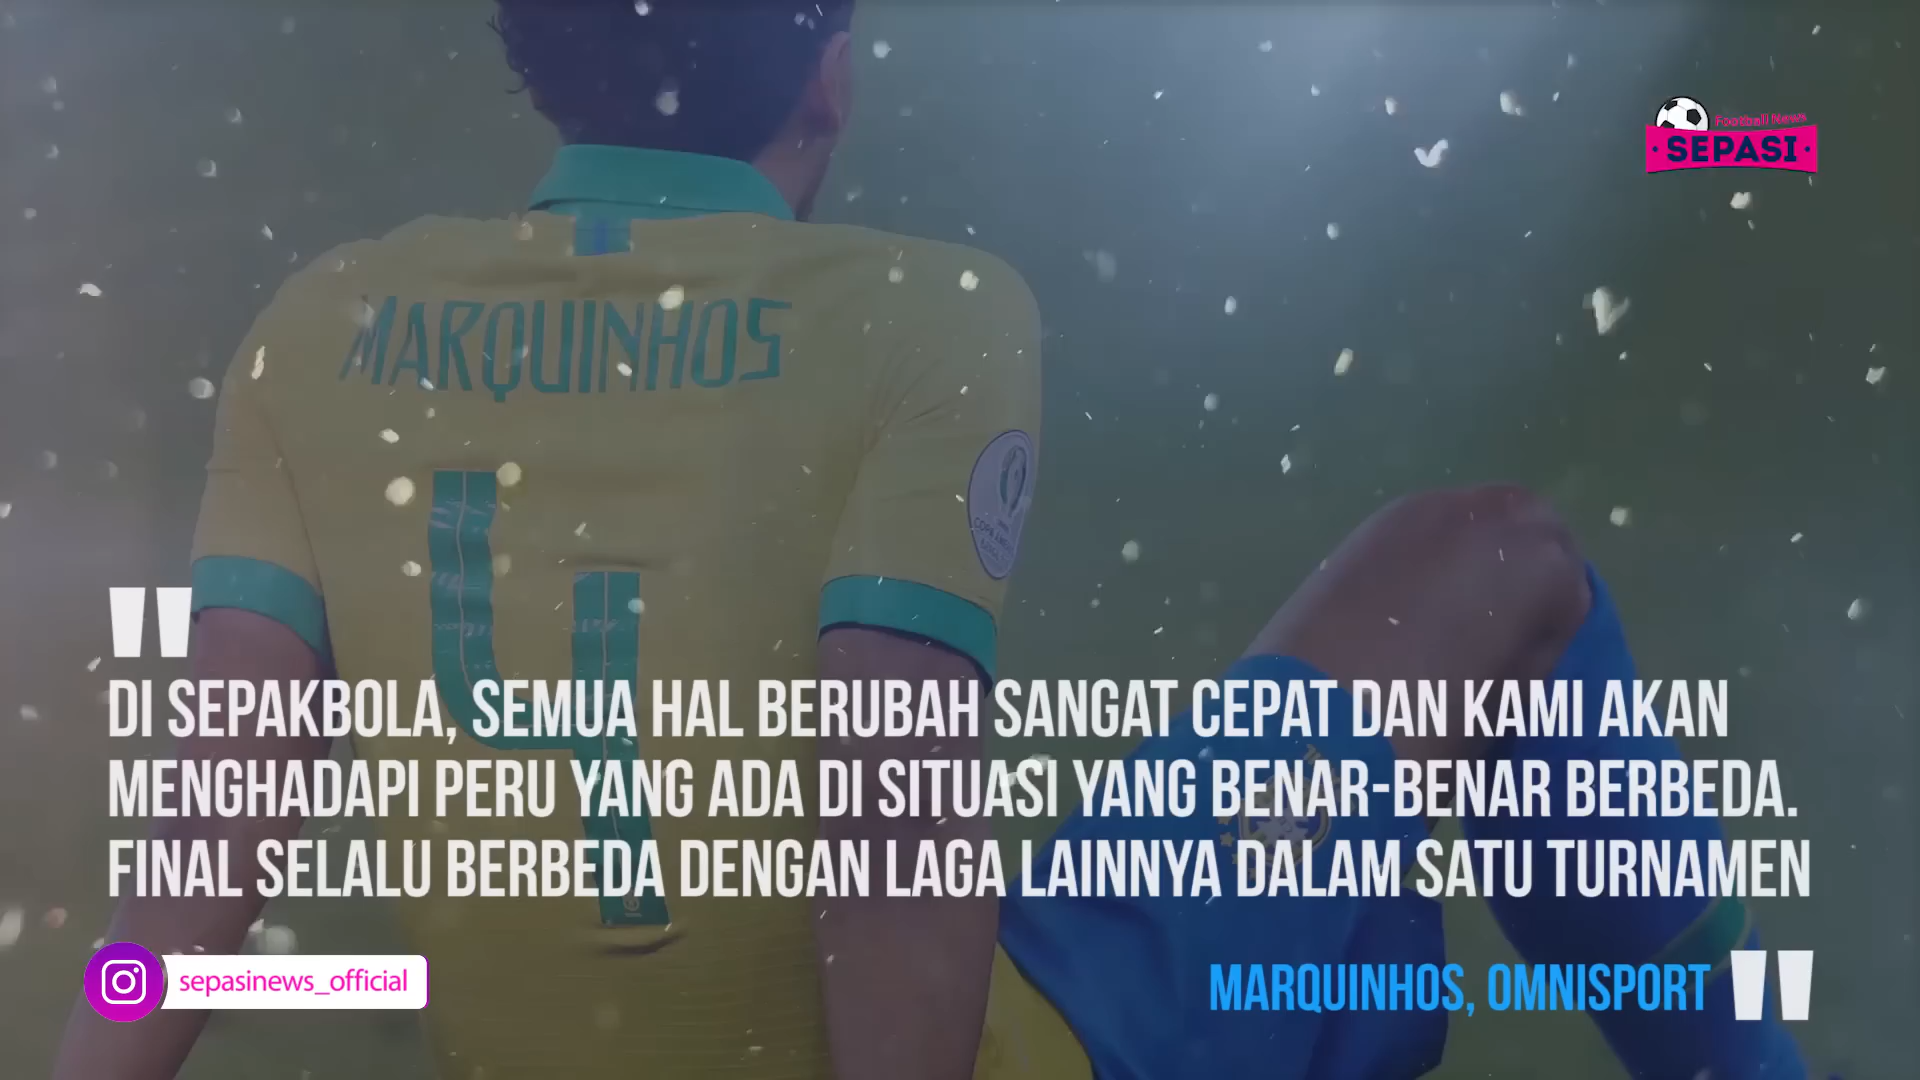 Football News
SEPASI
MARQUINHOS
4
"
DI SEPAKBOLA, SEMUA HAL BERUBAH SANGAT CEPAT DAN KAMI AKAN
MENGHADAPI PERU YANG ADA DI SITUASI YANG BENAR-BENAR BERBEDA.
FINAL SELALU BERBEDA DENGAN LAGA LAINNYA DALAM SATU TURNAMEN
"
MARQUINHOS, OMNISPORT
sepasinews_official